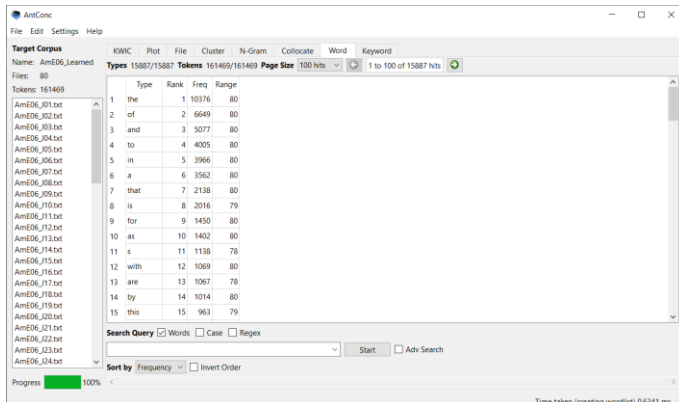 AntConc
File Edit Settings Help
Target Corpus
Name: AmE06_Learned
Files: 80
Tokens: 161469
AmE06_J01.txt
AmE06_J02.txt
AmE06_J03.txt
AmE06_J04.txt
AmE06_J05.txt
AmE06_J06.txt
AmE06_J07.txt
AmE06_J08.txt
AmE06_J09.txt
AmE06_J10.txt
AmE06_J11.txt
AmE06_J12.txt
AmE06_J13.txt
AmE06_J14.txt
AmE06_J15.txt
AmE06_J16.txt
AmE06_J17.txt
AmE06_J18.txt
AmE06_J19.txt
AmE06_J20.txt
AmE06_J21.txt
AmE06_J22.txt
AmE06_J23.txt
AmE06_J24.txt
Progress 100%
KWIC Plot File Cluster N-Gram Collocate Word Keyword
Types 15887/15887 Tokens 161469/161469 Page Size 100 hits 1 to 100 of 15887 hits
Type Rank Freq Range
1 the 1 10376 80
2 of 2 6649 80
3 and 3 5077 80
4 to 4 4005 80
5 in 5 3966 80
6 a 6 3562 80
7 that 7 2138 80
8 is 8 2016 79
9 for 9 1450 80
10 as 10 1402 80
11 s 11 1138 78
12 with 12 1069 80
13 are 13 1067 78
14 by 14 1014 80
15 this 15 963 79
Search Query Words Case Regex
Start Adv Search
Sort by Frequency Invert Order
Time taken (creating wordlist) 0.6341 ms